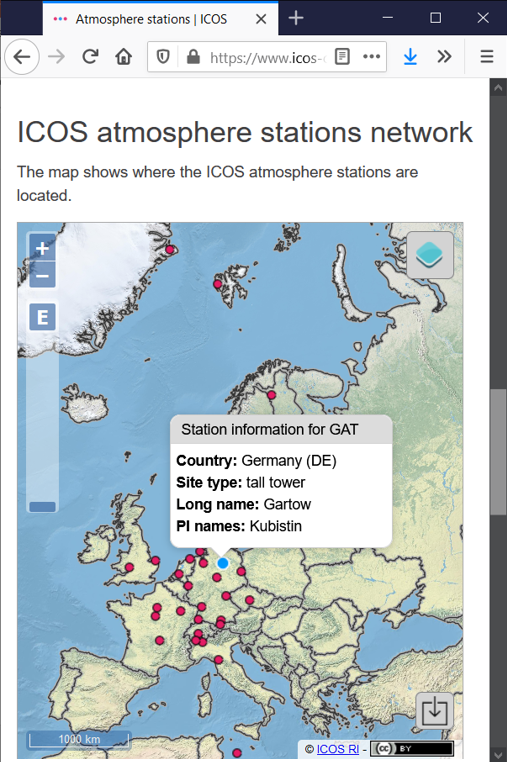 Atmosphere stations | ICOS
https://www.icos-c
ICOS atmosphere stations network
The map shows where the ICOS atmosphere stations are
located.
+
−
E
Station information for GAT
Country: Germany (DE)
Site type: tall tower
Long name: Gartow
PI names: Kubistin
1000 km
© ICOS RI - cc BY